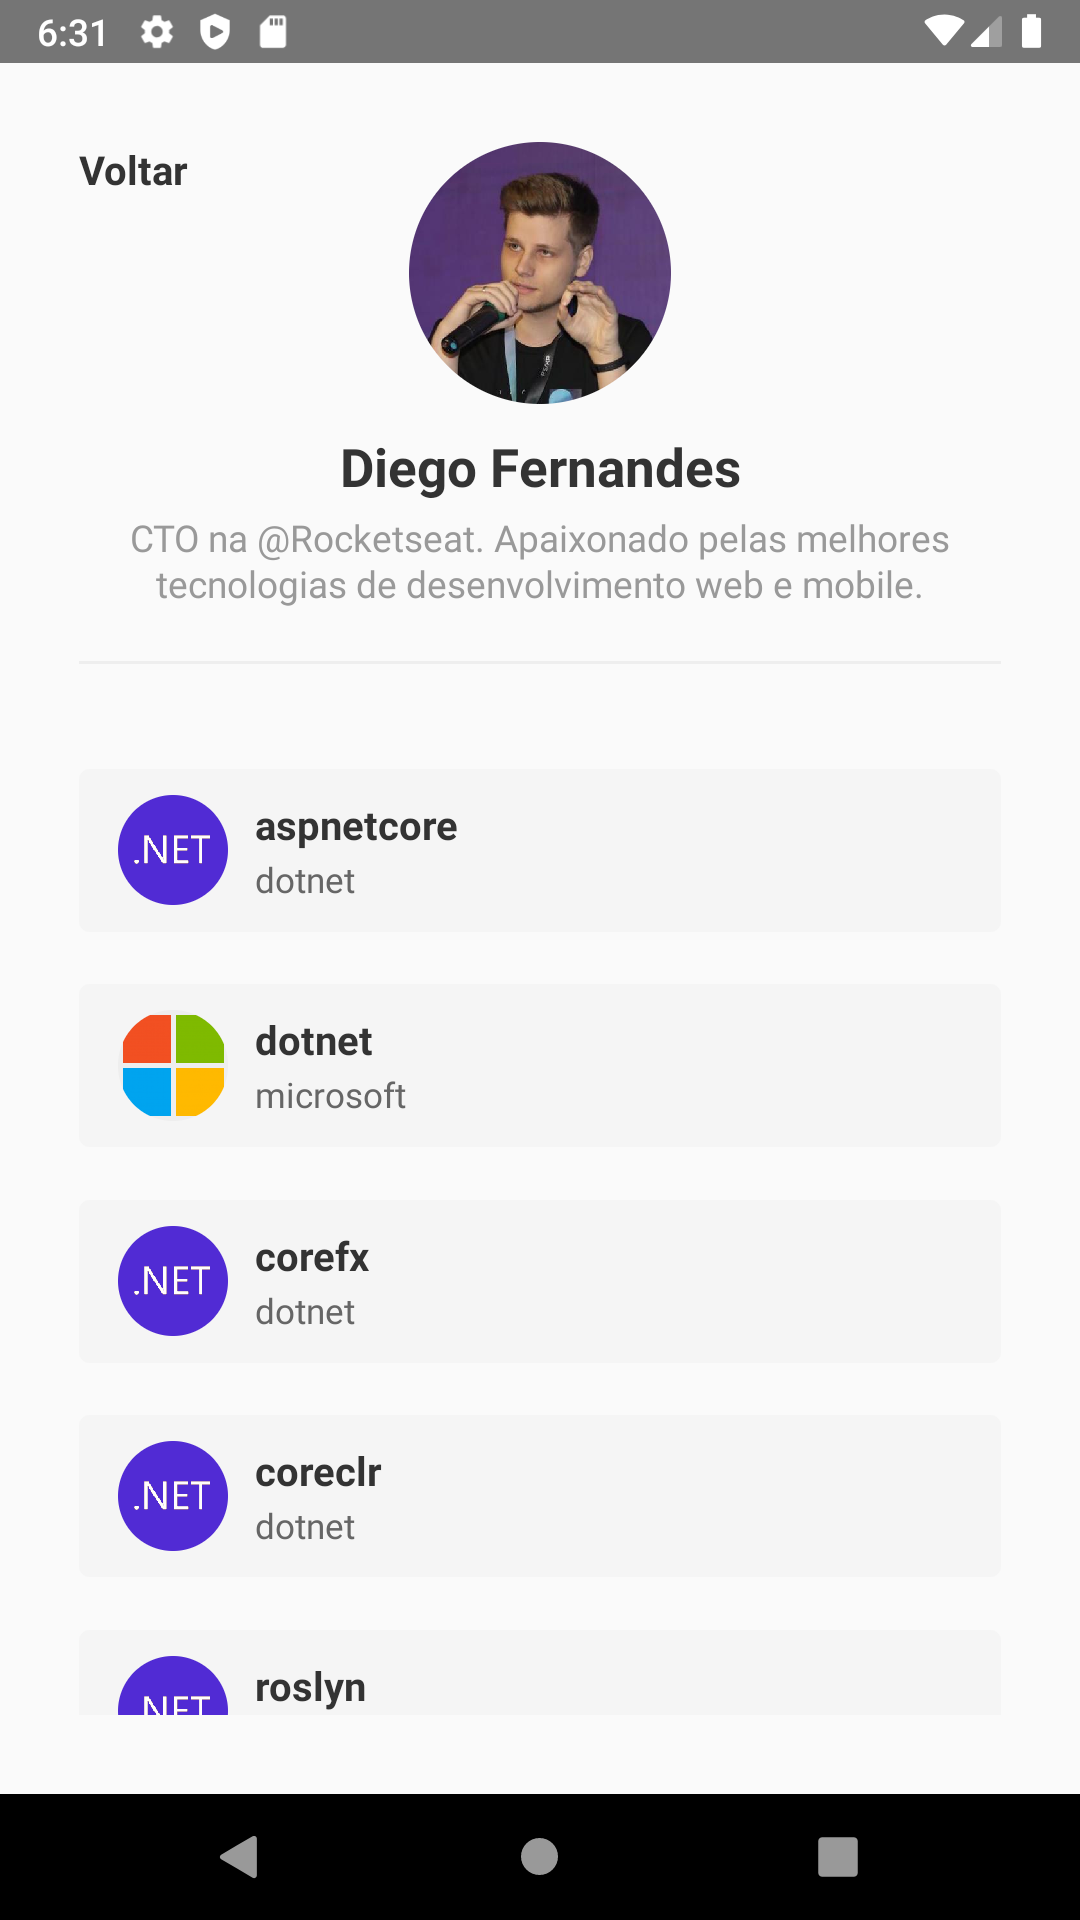 6:31
Voltar
Diego Fernandes
CTO na @Rocketseat. Apaixonado pelas melhores
tecnologias de desenvolvimento web e mobile.
.NET
aspnetcore
dotnet
dotnet
microsoft
.NET
corefx
dotnet
.NET
coreclr
dotnet
.NET
roslyn